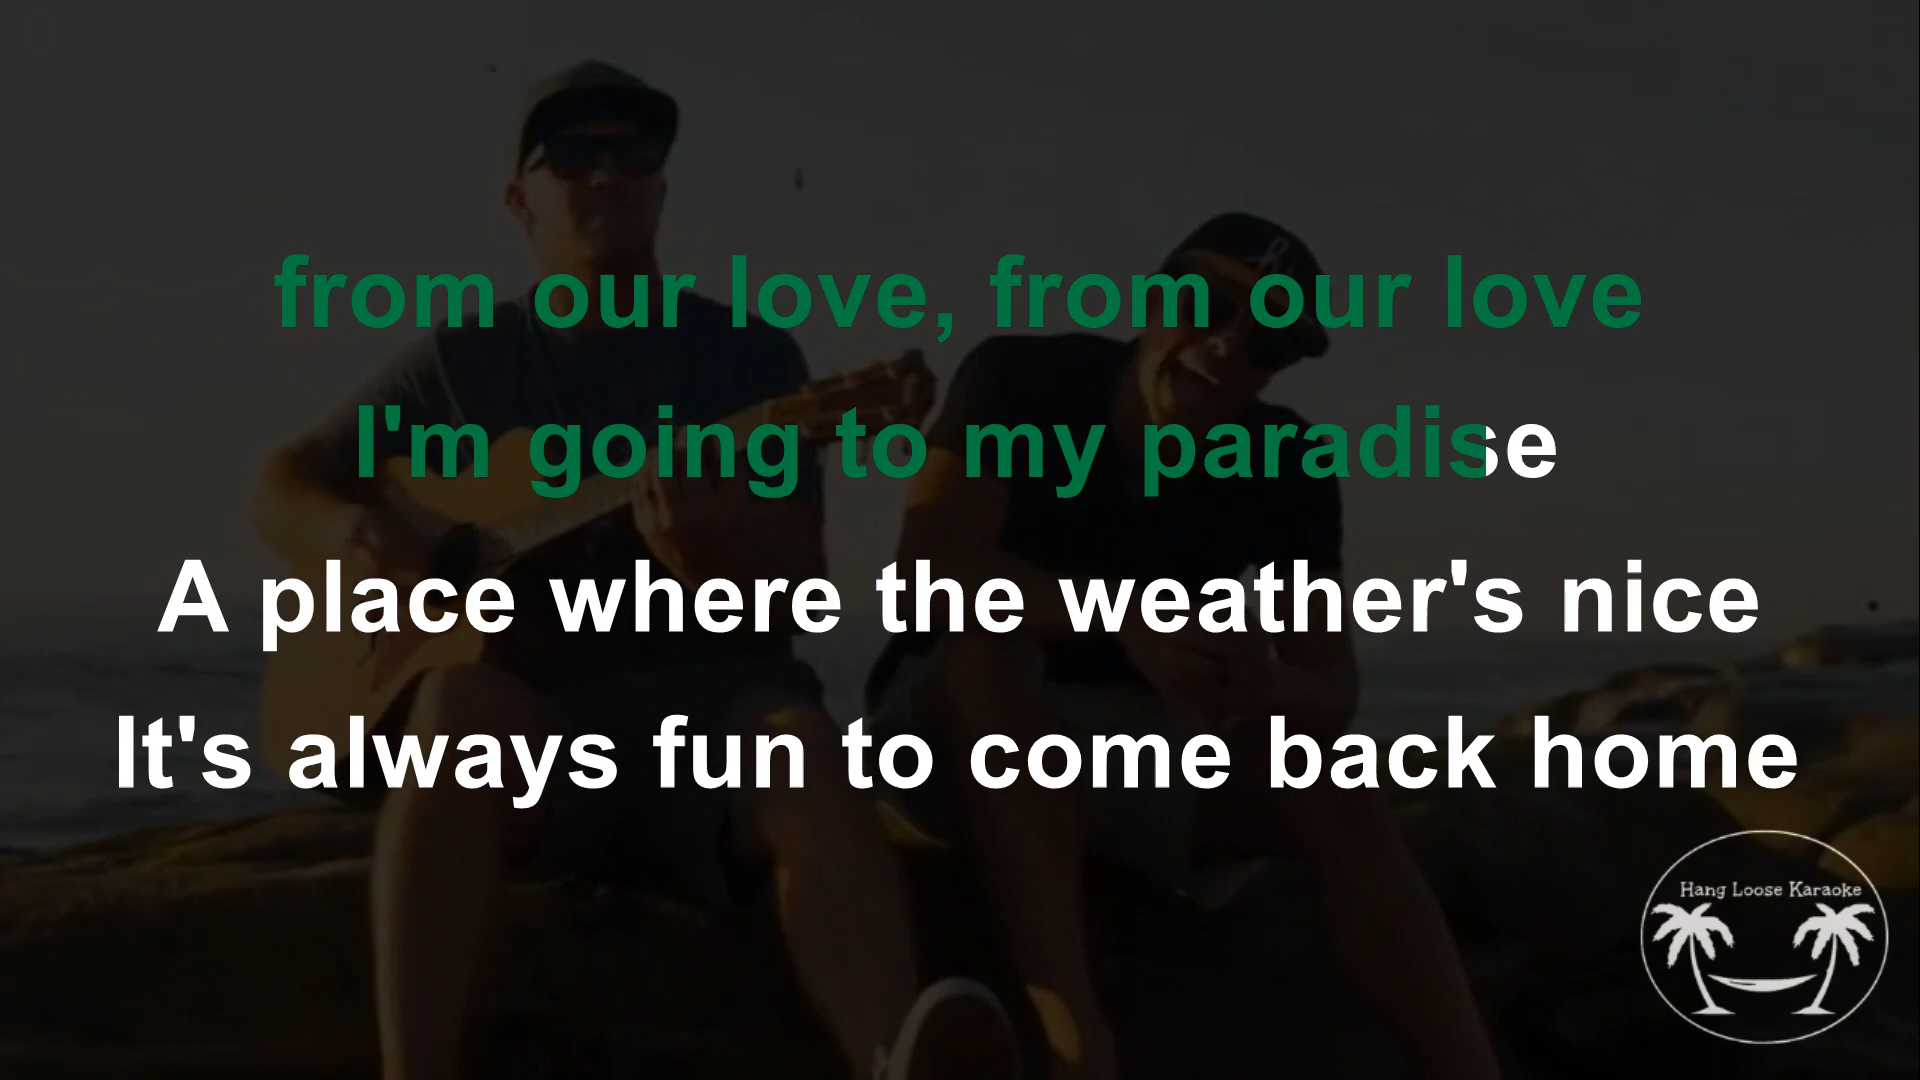 from our love, from our love
I'm going to my paradise
A place where the weather's nice
It's always fun to come back home
Hang Loose Karaoke